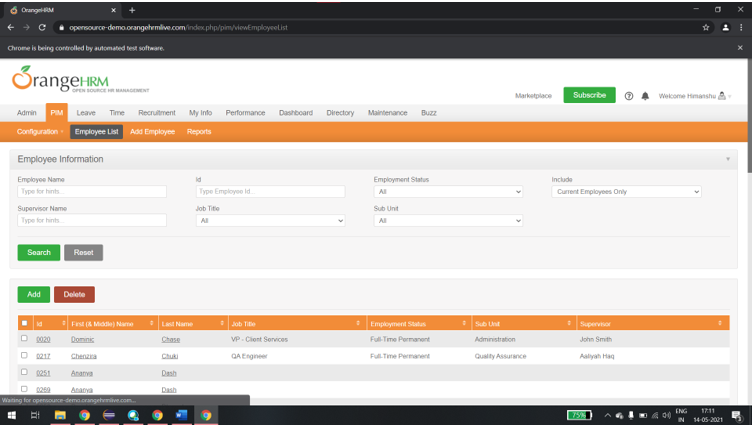 OrangeHRM
opensource-demo.orangehrmlive.com/index.php/pim/viewEmployeeList
Chrome is being controlled by automated test software.
OrangeHRM
OPEN SOURCE HR MANAGEMENT
Marketplace Subscribe Welcome Himanshu
Admin PIM Leave Time Recruitment My Info Performance Dashboard Directory Maintenance Buzz
Configuration Employee List Add Employee Reports
Employee Information
Employee Name Id Employment Status Include
Type for hints... Type Employee Id... All Current Employees Only
Supervisor Name Job Title Sub Unit
Type for hints... All All
Search Reset
Add Delete
Id First (& Middle) Name Last Name Job Title Employment Status Sub Unit Supervisor
0020 Dominic Chase VP - Client Services Full-Time Permanent Administration John Smith
0217 Chenzira Chuki QA Engineer Full-Time Permanent Quality Assurance Aaliyah Haq
0251 Ananya Dash
0269 Ananya Dash
Waiting for opensource-demo.orangehrmlive.com...
75% ENG 17:11
IN 14-05-2021